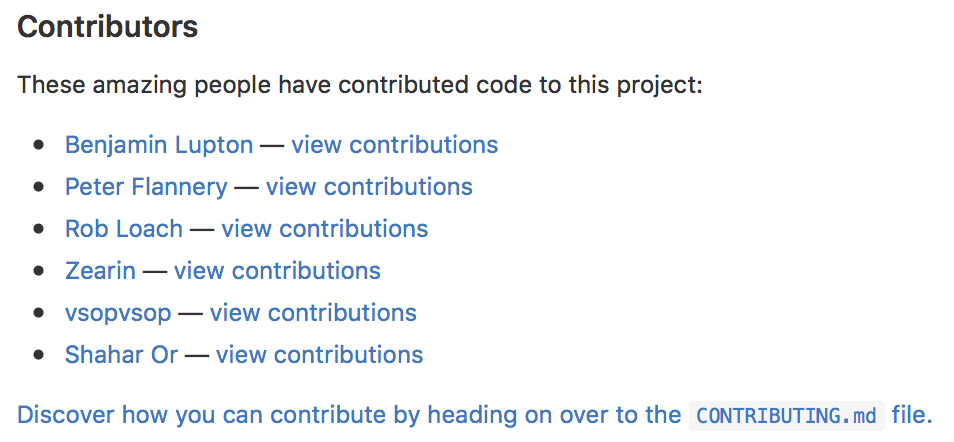 Contributors
These amazing people have contributed code to this project:
• Benjamin Lupton — view contributions
• Peter Flannery — view contributions
• Rob Loach — view contributions
• Zearin — view contributions
• vsopvsop — view contributions
• Shahar Or — view contributions
Discover how you can contribute by heading on over to the CONTRIBUTING.md file.